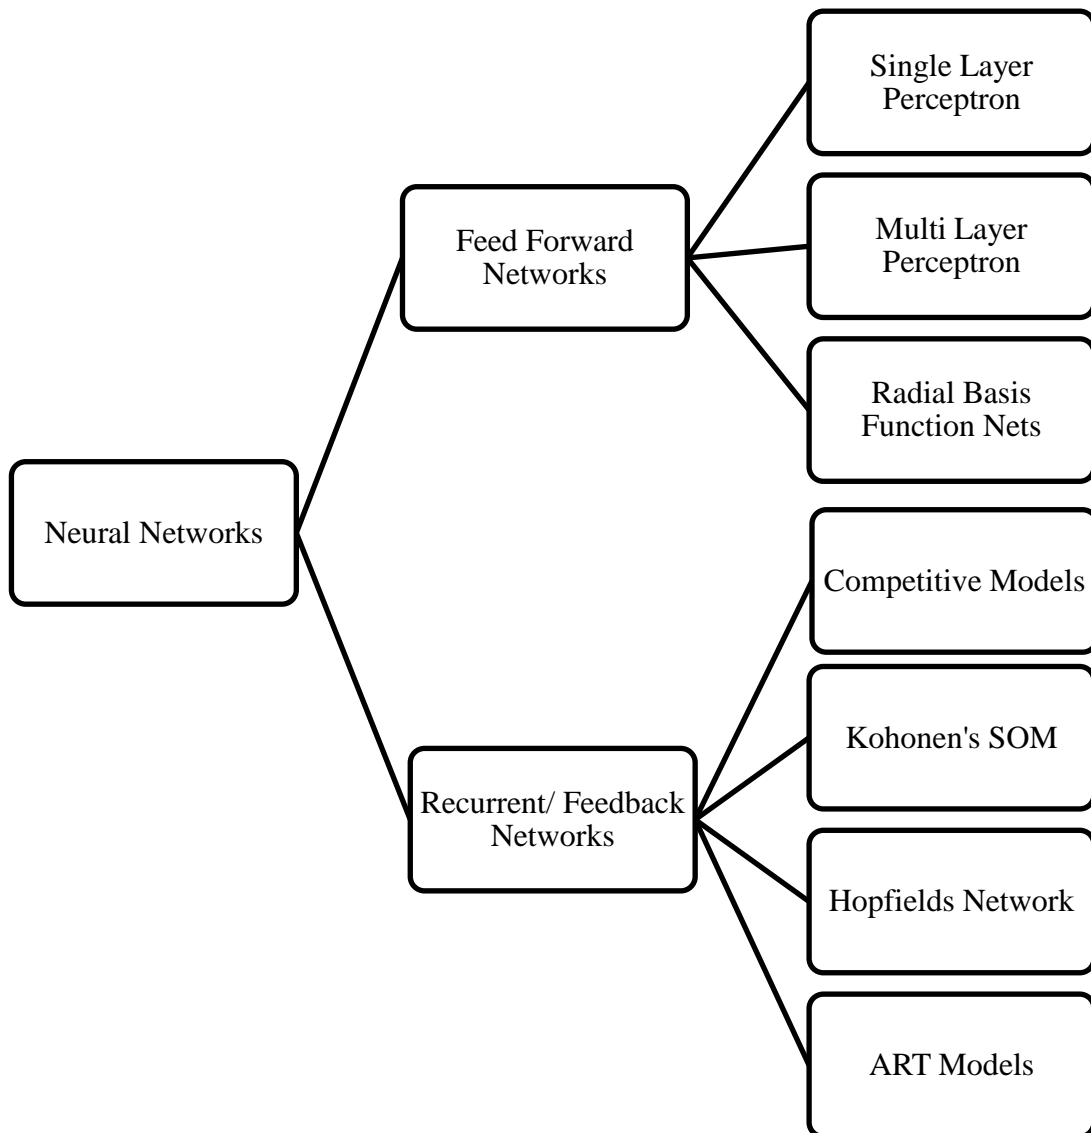 Neural Networks
Feed Forward
Networks
Single Layer
Perceptron
Multi Layer
Perceptron
Radial Basis
Function Nets
Recurrent/ Feedback
Networks
Competitive Models
Kohonen's SOM
Hopfields Network
ART Models